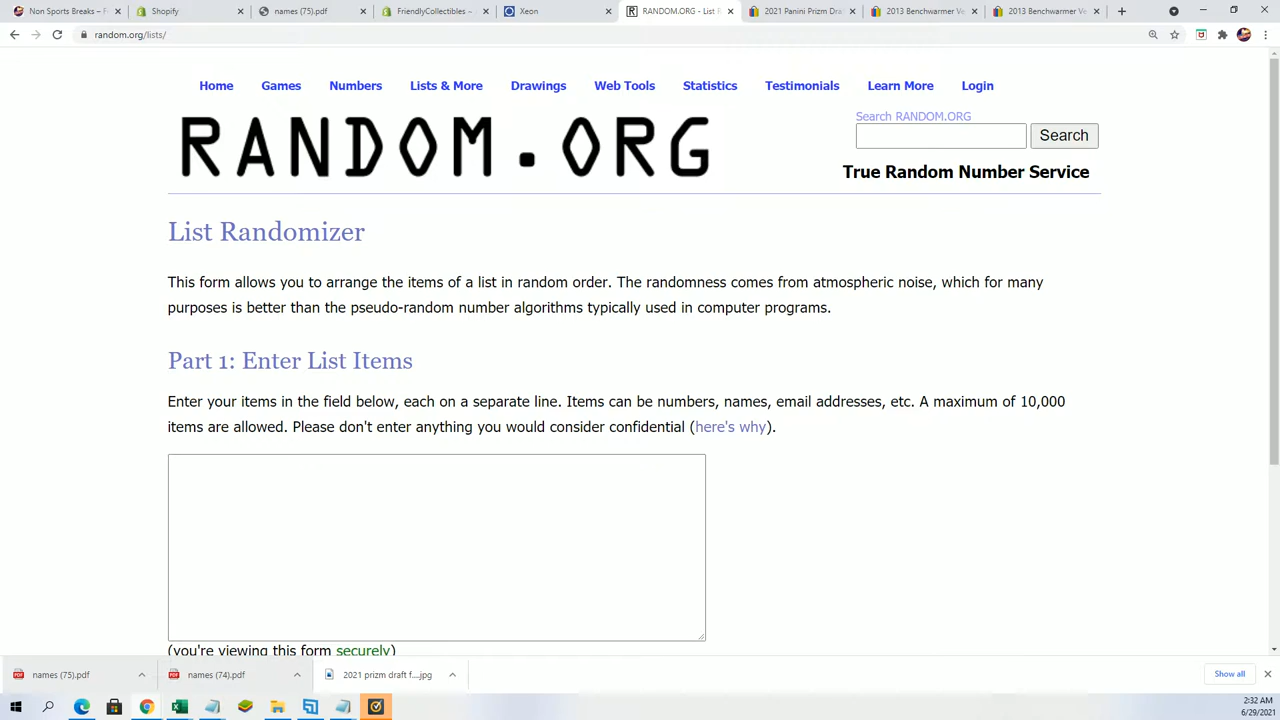 Non Sports Breaks – F
Shopify
names (75).pdf
FriendlyCollectibles –
Xeon
RANDOM.ORG - List R
2021 Panini Prizm Dra
2013 Benchwarmer Ve
2013 Benchwarmer Ve
random.org/lists/
Home Games Numbers Lists & More Drawings Web Tools Statistics Testimonials Learn More Login
RANDOM.ORG
Search RANDOM.ORG
Search
True Random Number Service
List Randomizer
This form allows you to arrange the items of a list in random order. The randomness comes from atmospheric noise, which for many
purposes is better than the pseudo-random number algorithms typically used in computer programs.
Part 1: Enter List Items
Enter your items in the field below, each on a separate line. Items can be numbers, names, email addresses, etc. A maximum of 10,000
items are allowed. Please don't enter anything you would consider confidential (here's why).
(you're viewing this form securely)
names (75).pdf
names (74).pdf
2021 prizm draft f....jpg
Show all
2:32 AM
6/29/2021